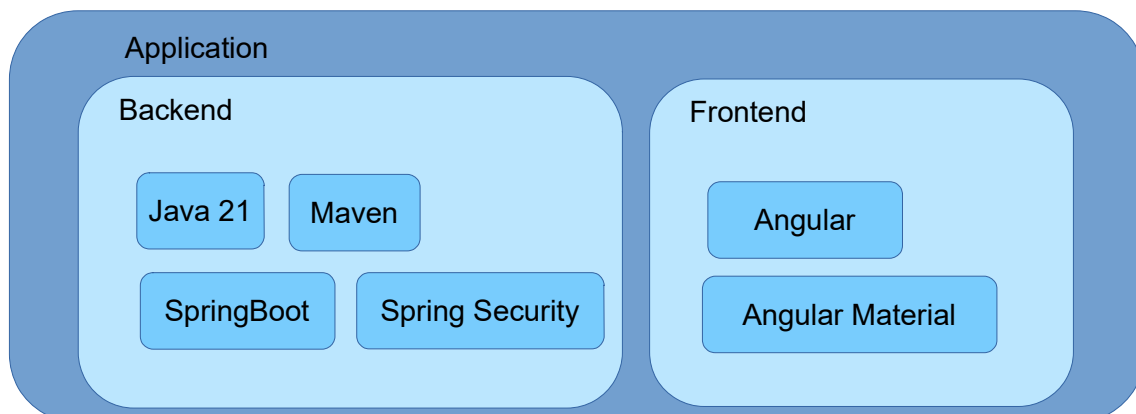 Application
Backend
Java 21
Maven
SpringBoot
Spring Security
Frontend
Angular
Angular Material